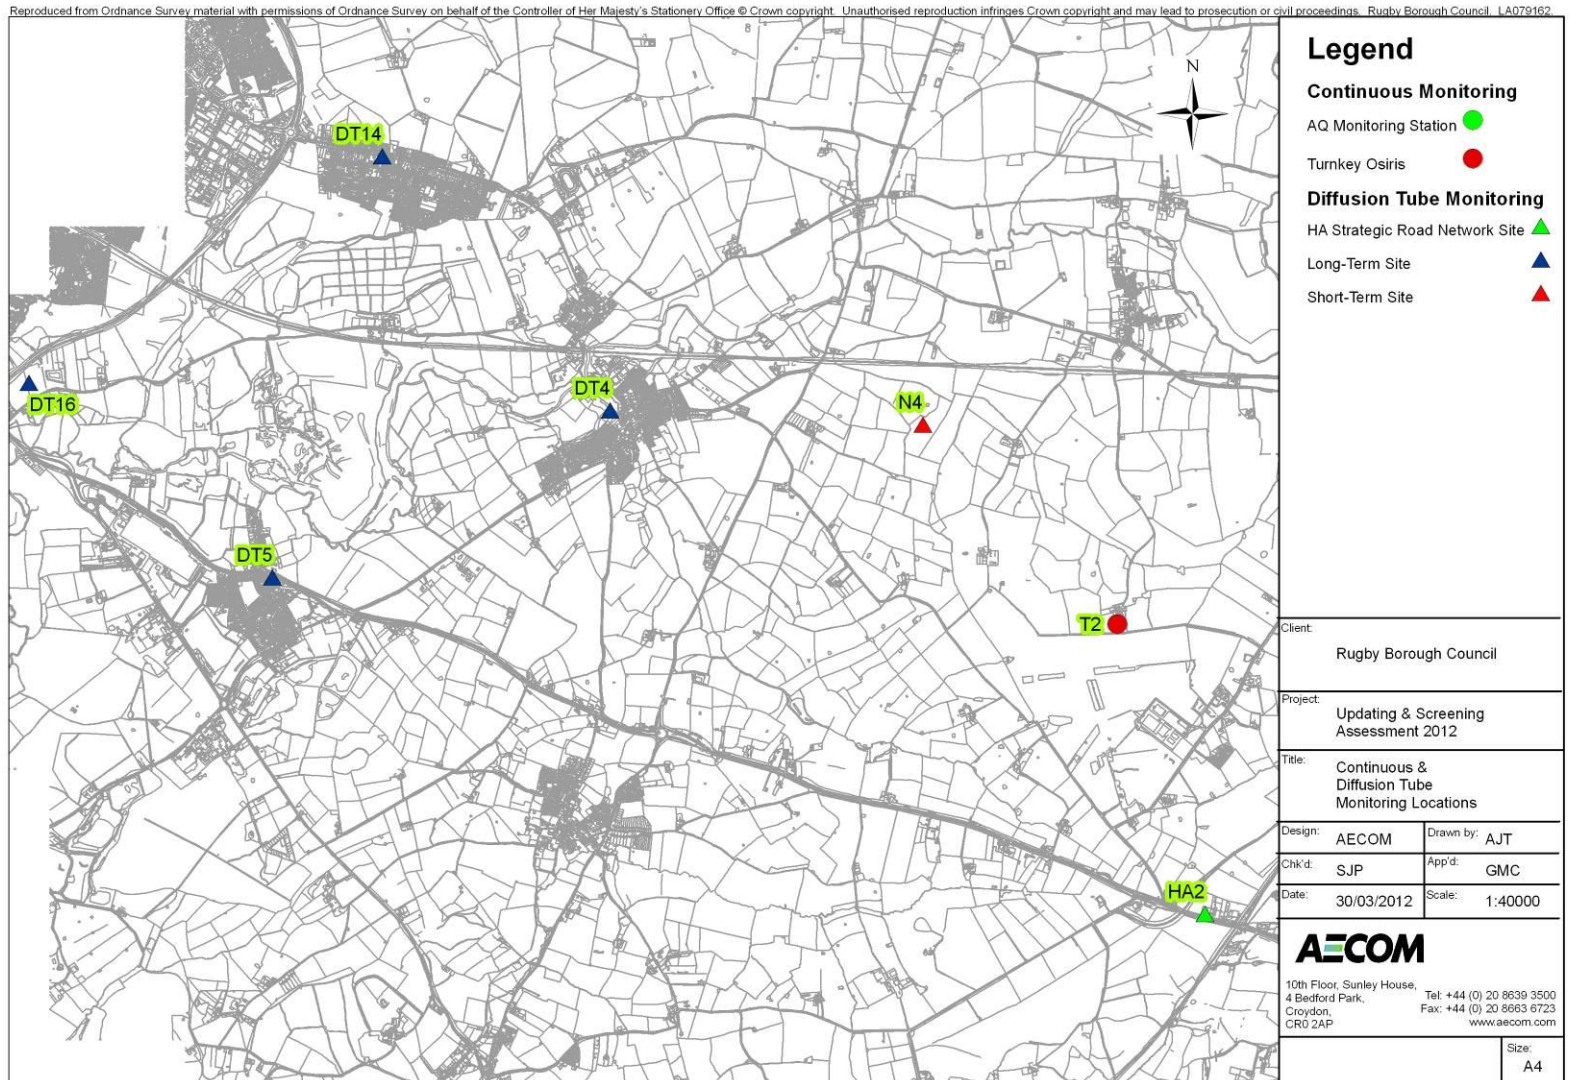 Reproduced from Ordnance Survey material with permissions of Ordnance Survey on behalf of the Controller of Her Majesty's Stationery Office © Crown copyright. Unauthorised reproduction infringes Crown copyright and may lead to prosecution or civil proceedings. Rugby Borough Council. LA079162.
N
DT14
DT16
DT4
N4
DT5
T2
HA2
Legend
Continuous Monitoring
AQ Monitoring Station
Turnkey Osiris
Diffusion Tube Monitoring
HA Strategic Road Network Site
Long-Term Site
Short-Term Site
Client:
Rugby Borough Council
Project:
Updating & Screening
Assessment 2012
Title:
Continuous &
Diffusion Tube
Monitoring Locations
Design: AECOM Drawn by: AJT
Chk'd: SJP App'd: GMC
Date: 30/03/2012 Scale: 1:40000
AECOM
10th Floor, Sunley House,
4 Bedford Park,
Croydon,
CR0 2AP
Tel: +44 (0) 20 8639 3500
Fax: +44 (0) 20 8663 6723
www.aecom.com
Size:
A4